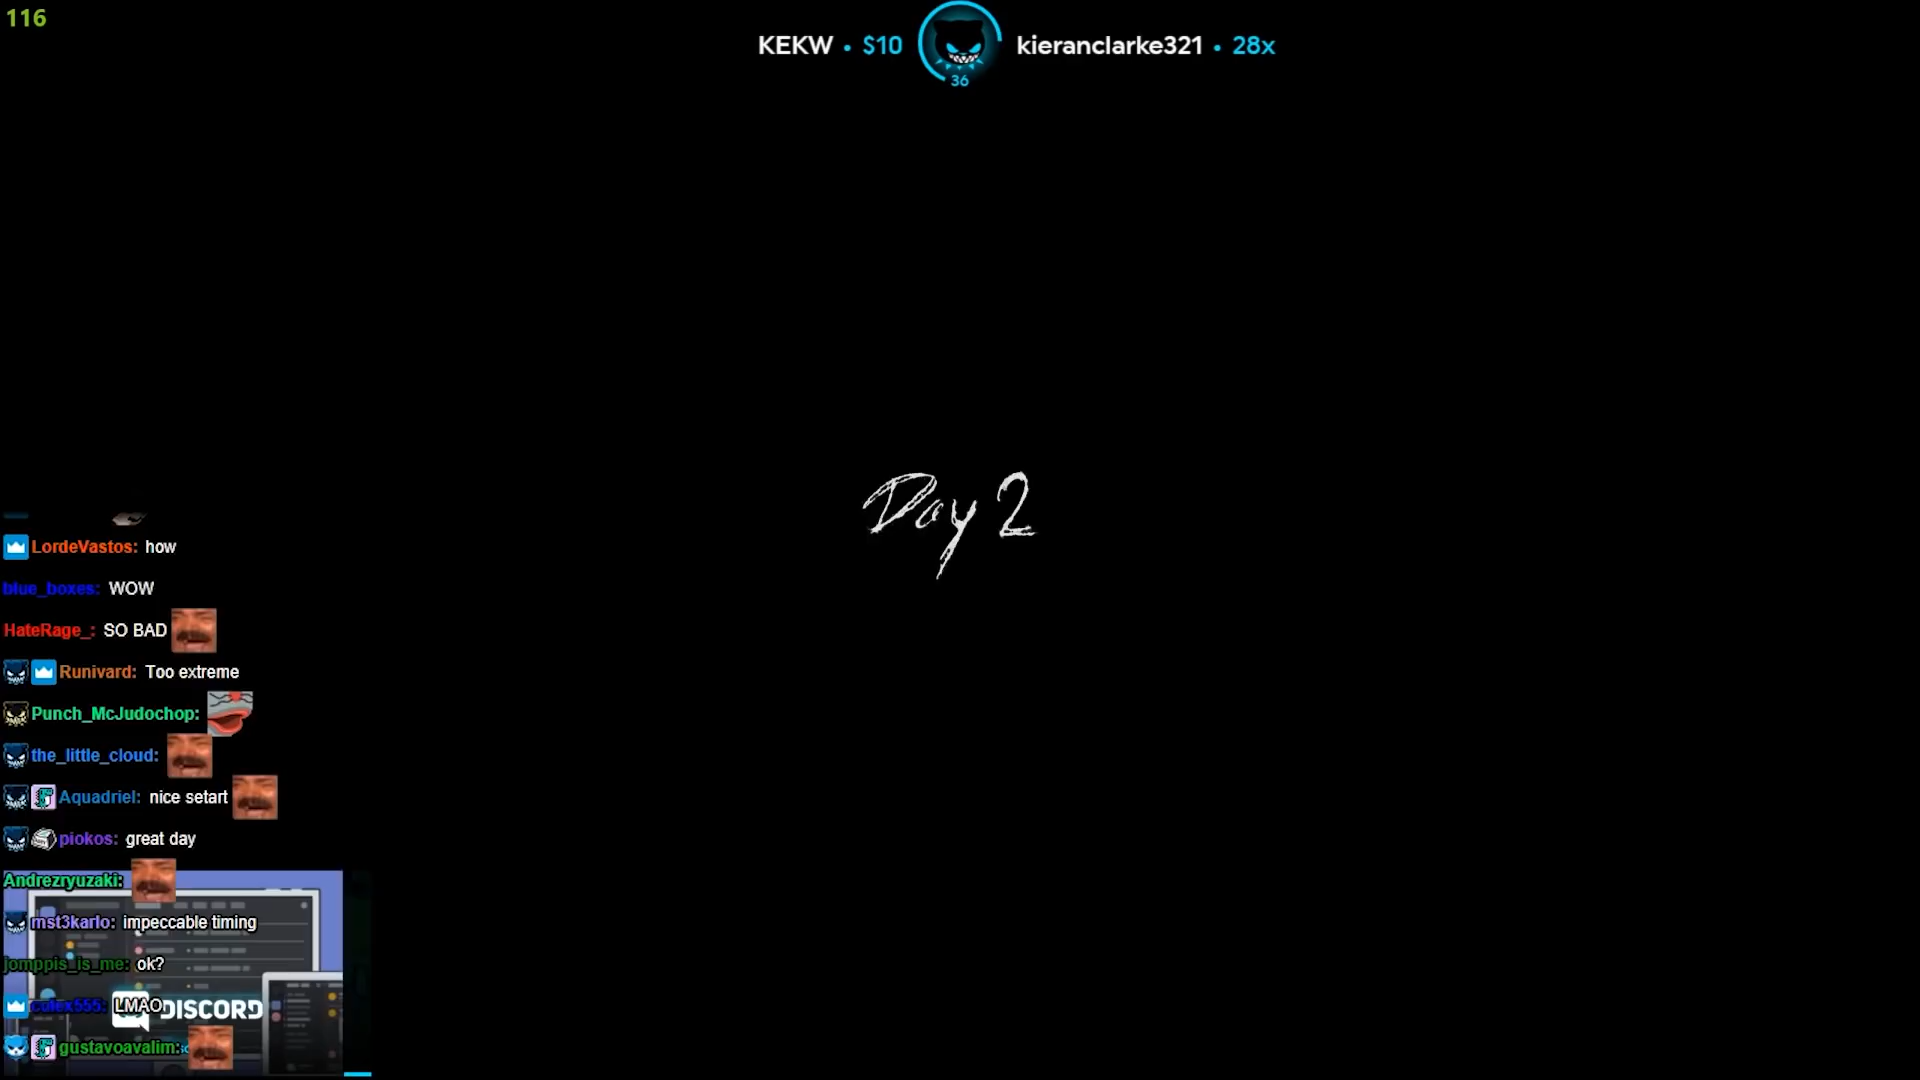 116
KEKW • $10
36
kieranclarke321 • 28x
Day 2
LordeVastos: how
blue_boxes: WOW
HateRage_: SO BAD
Runivard: Too extreme
Punch_McJudochop:
the_little_cloud:
Aquadriel: nice setart
piokos: great day
Andrezryuzaki:
mst3karlo: impeccable timing
jomppis_is_me: ok?
culex555: LMAO
DISCORD
gustavoavalim: